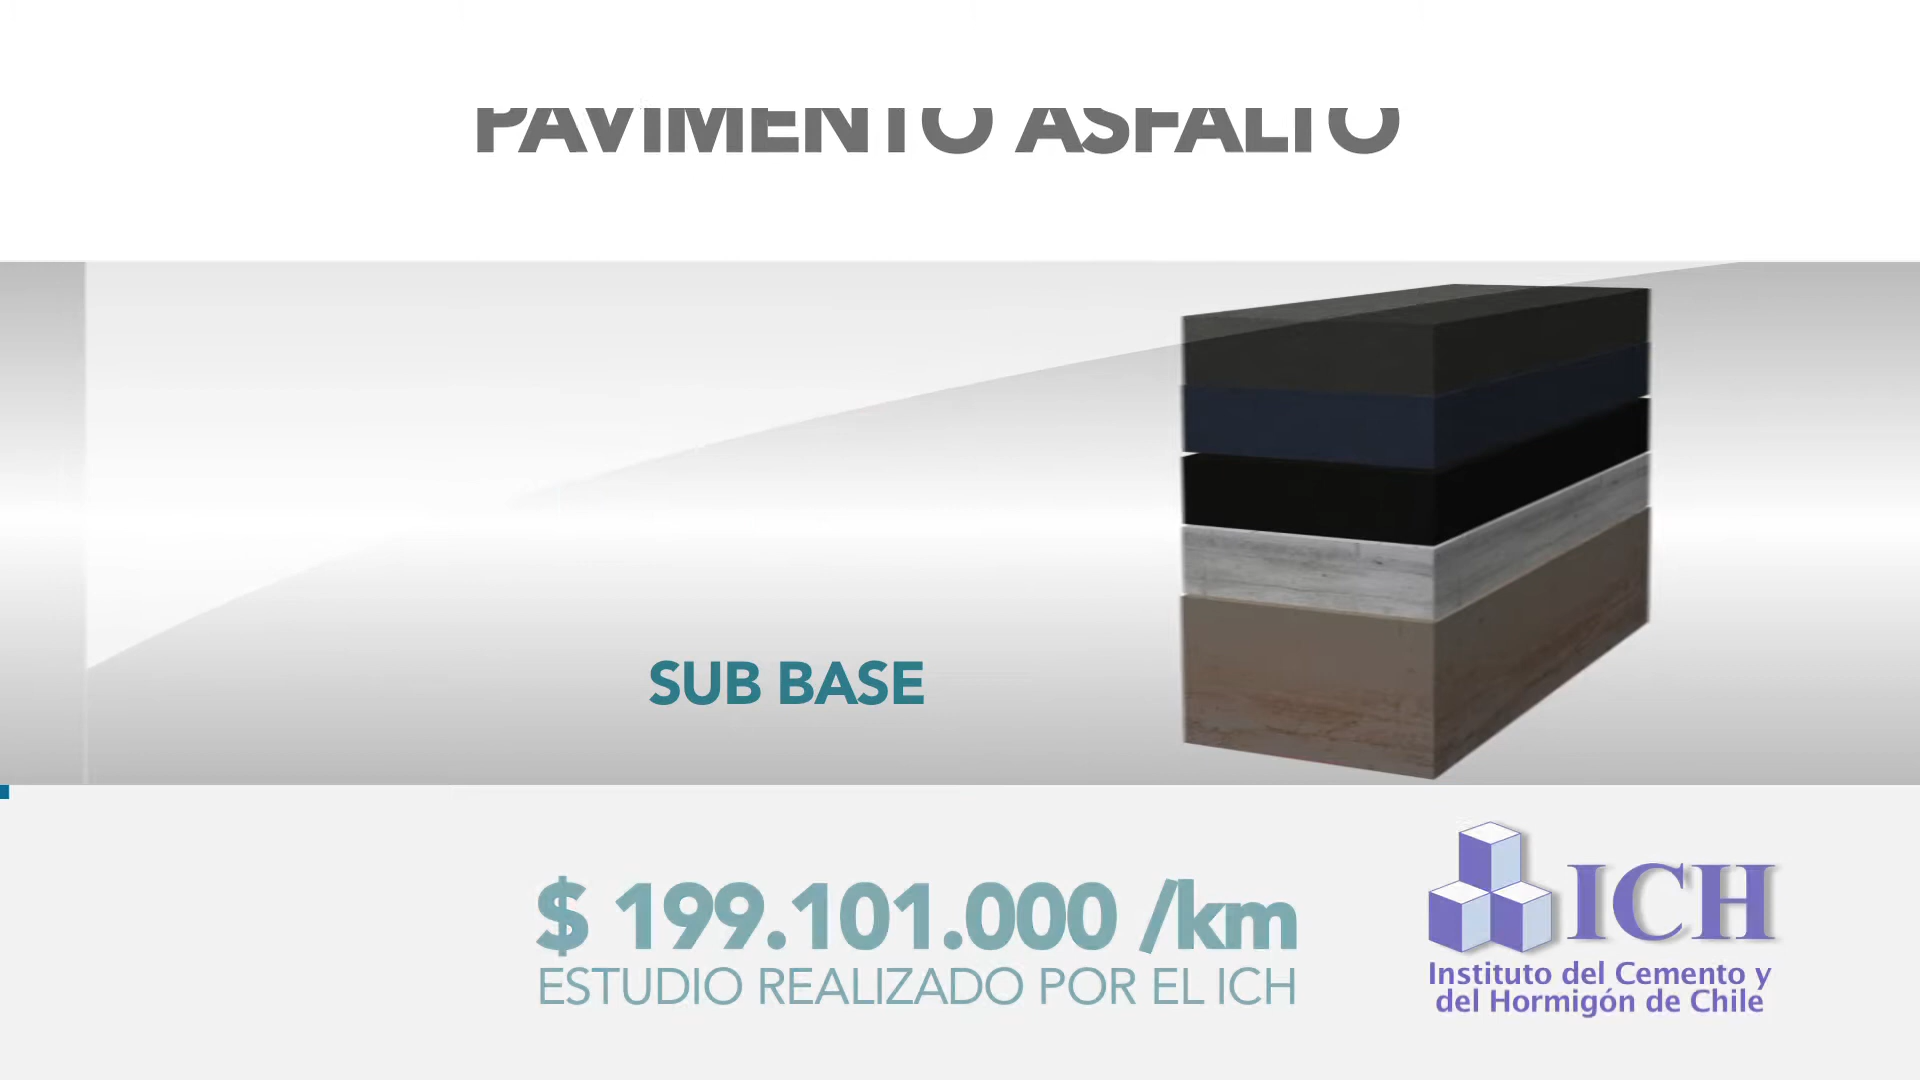 PAVIMENTO ASFALTO
SUB BASE
$ 199.101.000 /km
ESTUDIO REALIZADO POR EL ICH
ICH
Instituto del Cemento y
del Hormigón de Chile